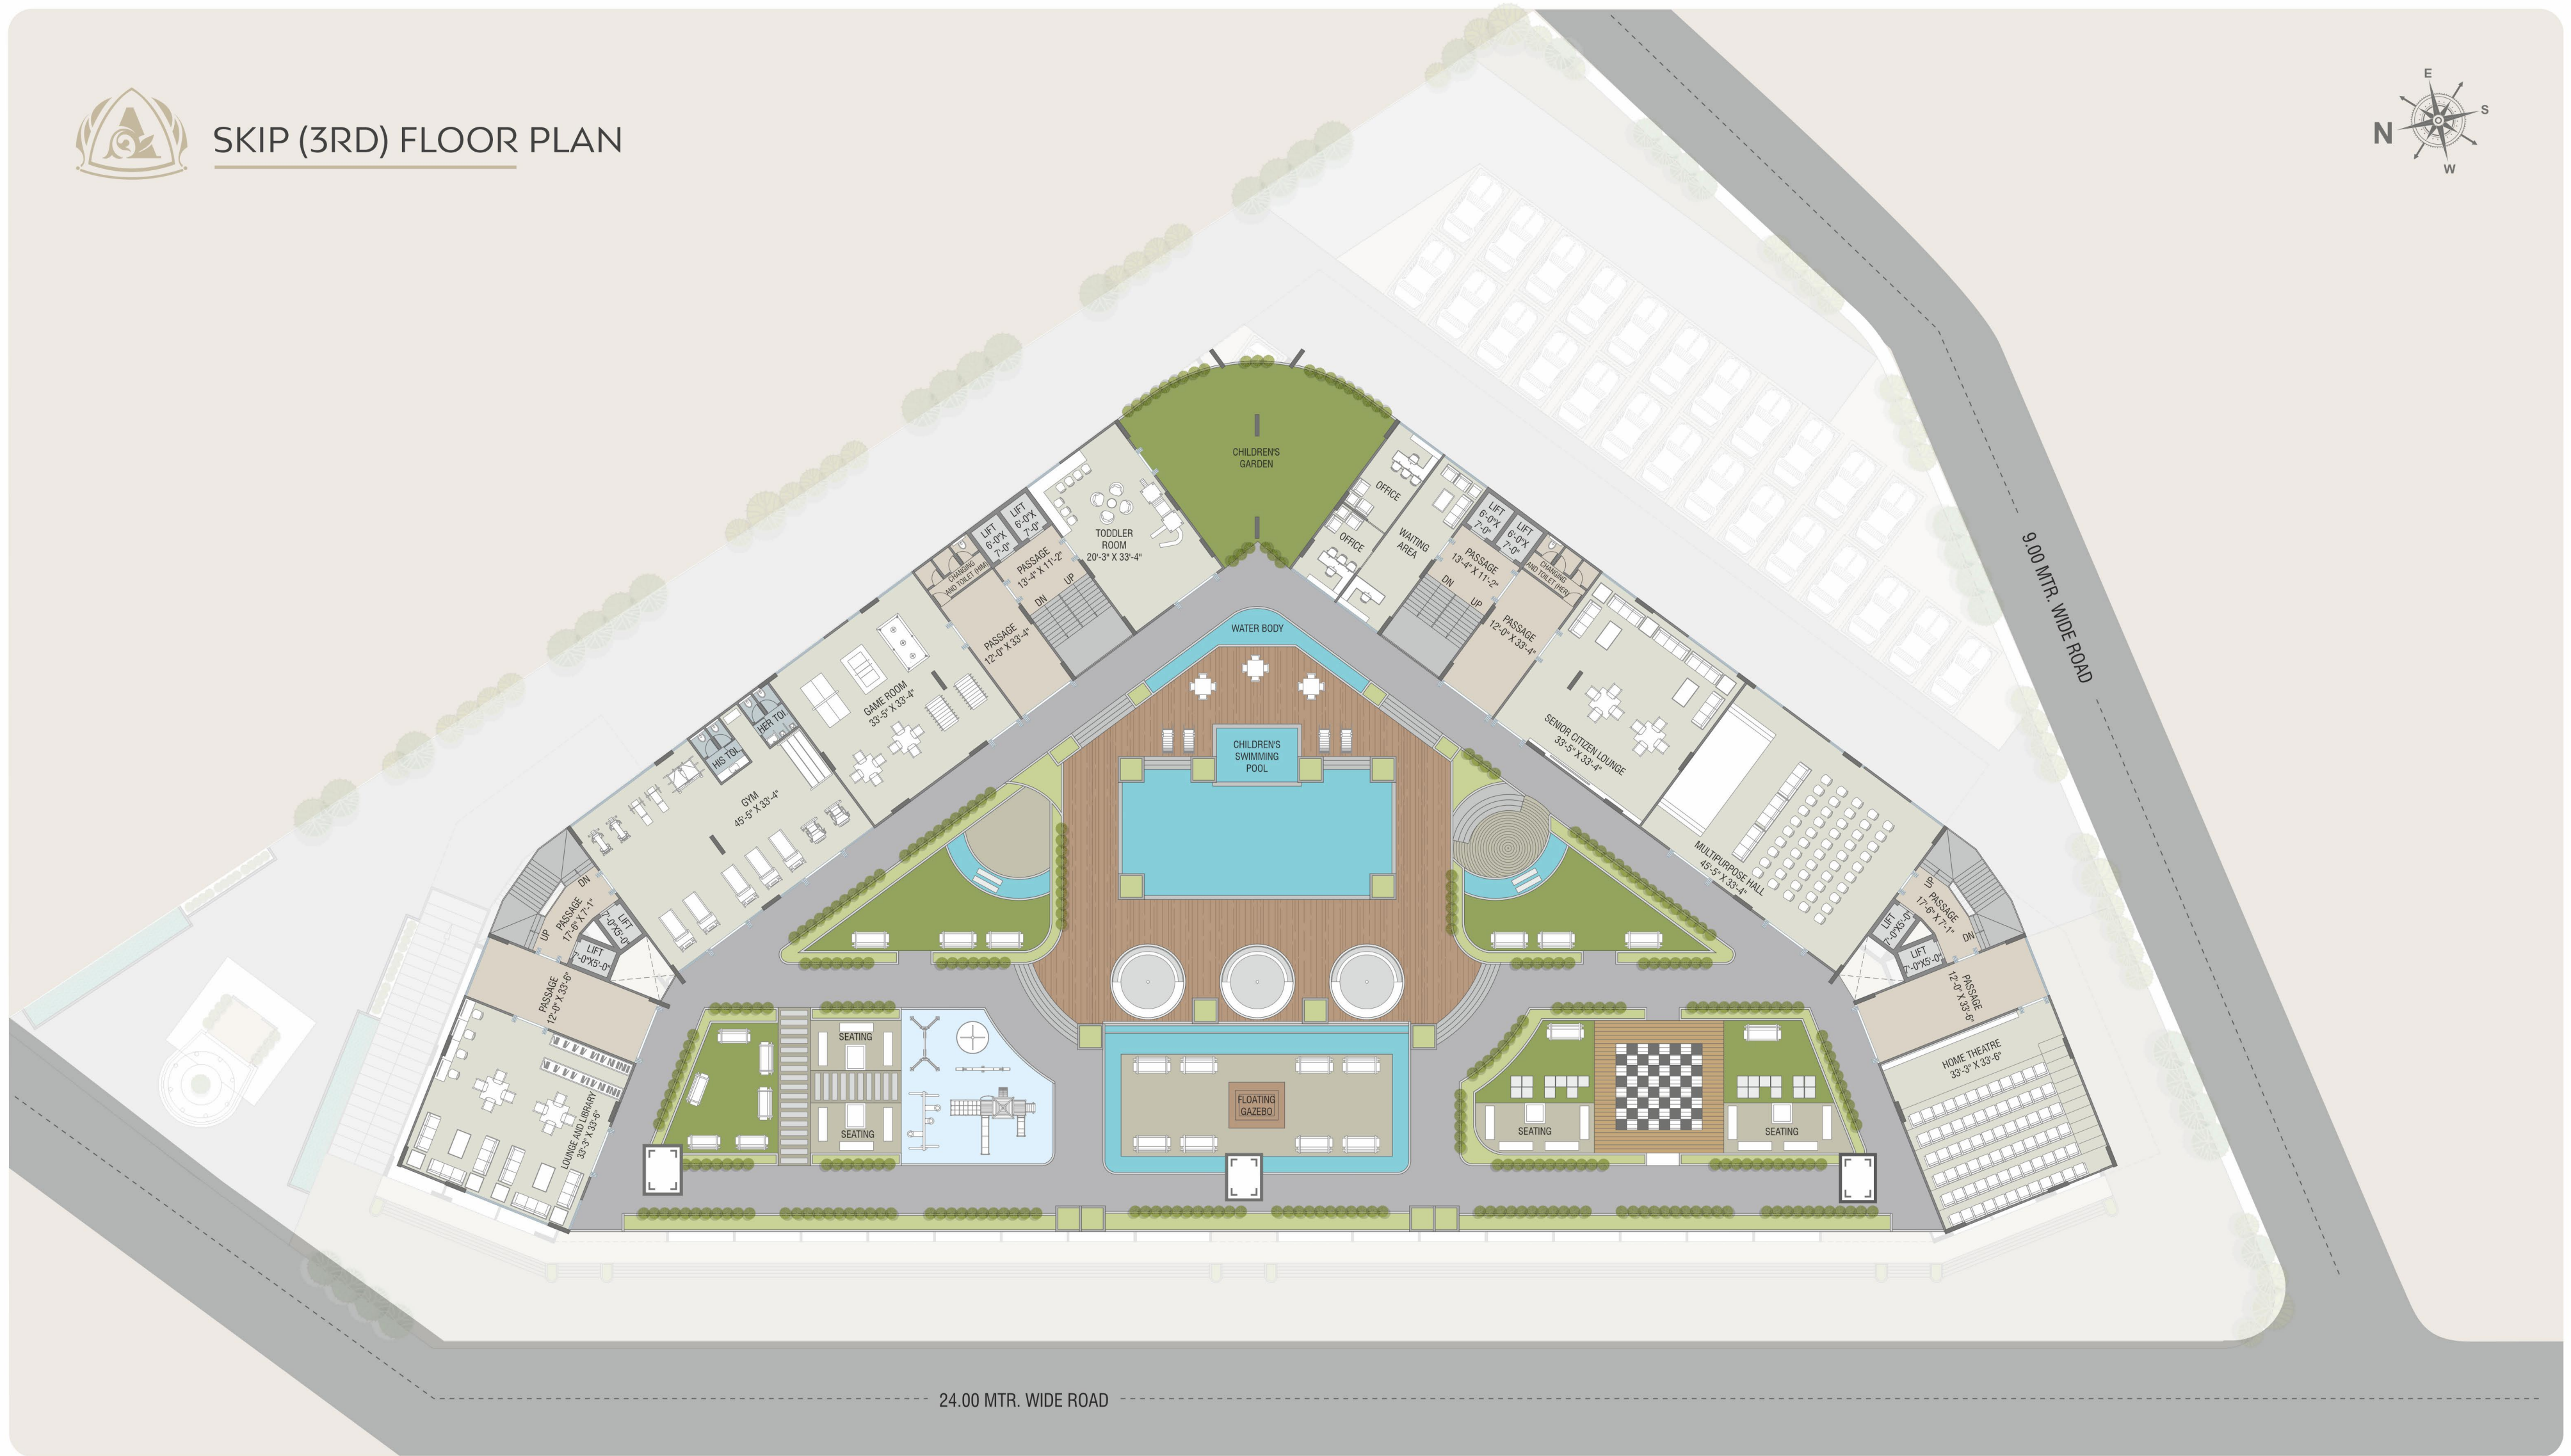 SKIP (3RD) FLOOR PLAN
E
S
N
W
9.00 MTR. WIDE ROAD
CHILDREN'S
GARDEN
TODDLER
ROOM
20'-3" X 33'-4"
LIFT
6'-0"X
7'-0"
LIFT
6'-0"X
7'-0"
PASSAGE
13'-4" X 11'-2"
UP
DN
CHANGING
AND TOILET (HIM)
PASSAGE
12'-0" X 33'-4"
GAME ROOM
33'-5" X 33'-4"
HER TOI.
HIS TOI.
GYM
45'-5" X 33'-4"
DN
PASSAGE
17'-6" X 7'-1"
UP
LIFT
7'-0"X5'-0"
LIFT
7'-0"X5'-0"
PASSAGE
12'-0" X 33'-6"
LOUNGE AND LIBRARY
33'-3" X 33'-6"
OFFICE
OFFICE
WAITING
AREA
LIFT
6'-0"X
7'-0"
LIFT
6'-0"X
7'-0"
PASSAGE
13'-4" X 11'-2"
DN
UP
CHANGING
AND TOILET (HER)
PASSAGE
12'-0" X 33'-4"
SENIOR CITIZEN LOUNGE
33'-5" X 33'-4"
MULTIPURPOSE HALL
45'-5" X 33'-4"
UP
PASSAGE
17'-6" X 7'-1"
DN
LIFT
7'-0"X5'-0"
LIFT
7'-0"X5'-0"
PASSAGE
12'-0" X 33'-6"
HOME THEATRE
33'-3" X 33'-6"
WATER BODY
CHILDREN'S
SWIMMING
POOL
SEATING
SEATING
FLOATING
GAZEBO
SEATING
SEATING
24.00 MTR. WIDE ROAD